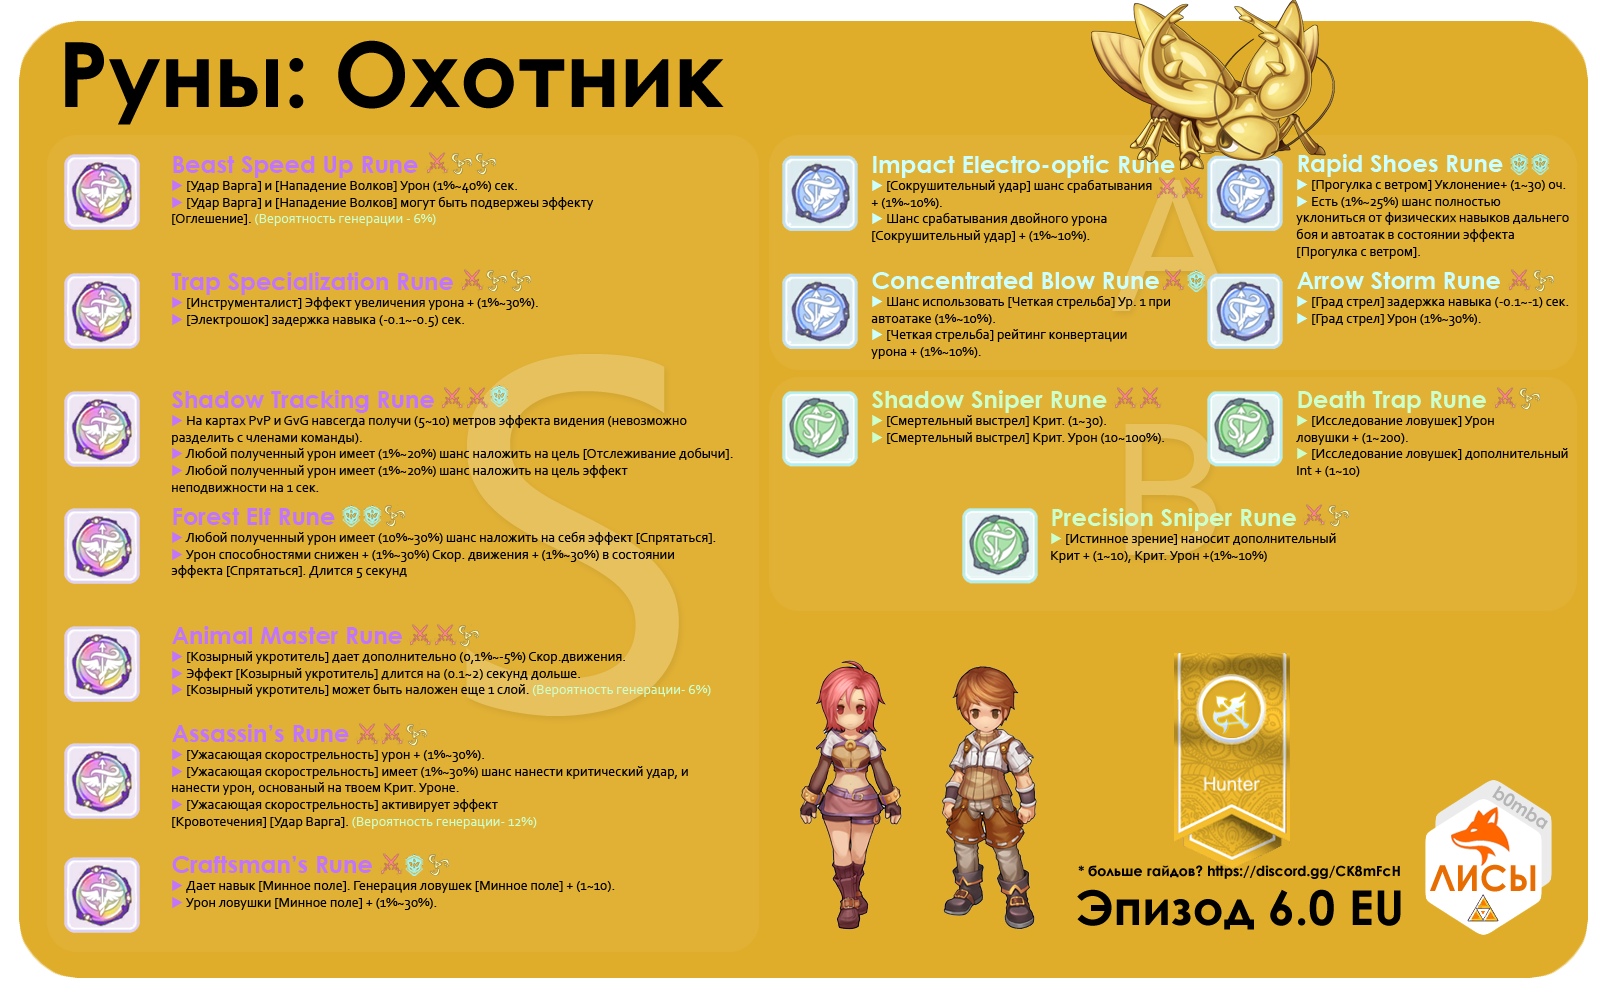 Руны: Охотник
S
Beast Speed Up Rune
▶ [Удар Варга] и [Нападение Волков] Урон (1%~40%) сек.
▶ [Удар Варга] и [Нападение Волков] могут быть подвержеы эффекту
[Оглешение]. (Вероятность генерации - 6%)
Trap Specialization Rune
▶ [Инструменталист] Эффект увеличения урона + (1%~30%).
▶ [Электрошок] задержка навыка (-0.1~-0.5) сек.
Shadow Tracking Rune
▶ На картах PvP и GvG навсегда получи (5~10) метров эффекта видения (невозможно
разделить с членами команды).
▶ Любой полученный урон имеет (1%~20%) шанс наложить на цель [Отслеживание добычи].
▶ Любой полученный урон имеет (1%~20%) шанс наложить на цель эффект
неподвижности на 1 сек.
Forest Elf Rune
▶ Любой полученный урон имеет (10%~30%) шанс наложить на себя эффект [Спрятаться].
▶ Урон способностями снижен + (1%~30%) Скор. движения + (1%~30%) в состоянии
эффекта [Спрятаться]. Длится 5 секунд
Animal Master Rune
▶ [Козырный укротитель] дает дополнительно (0,1%~-5%) Скор.движения.
▶ Эффект [Козырный укротитель] длится на (0.1~2) секунд дольше.
▶ [Козырный укротитель] может быть наложен еще 1 слой. (Вероятность генерации- 6%)
Assassin's Rune
▶ [Ужасающая скорострельность] урон + (1%~30%).
▶ [Ужасающая скорострельность] имеет (1%~30%) шанс нанести критический удар, и
нанести урон, основаный на твоем Крит. Уроне.
▶ [Ужасающая скорострельность] активирует эффект
[Кровотечения] [Удар Варга]. (Вероятность генерации- 12%)
Craftsman's Rune
▶ Дает навык [Минное поле]. Генерация ловушек [Минное поле] + (1~10).
▶ Урон ловушки [Минное поле] + (1%~30%).
A
Impact Electro-optic Rune
▶ [Сокрушительный удар] шанс срабатывания
+ (1%~10%).
▶ Шанс срабатывания двойного урона
[Сокрушительный удар] + (1%~10%).
Rapid Shoes Rune
▶ [Прогулка с ветром] Уклонение+ (1~30) оч.
▶ Есть (1%~25%) шанс полностью
уклониться от физических навыков дальнего
боя и автоатак в состоянии эффекта
[Прогулка с ветром].
Concentrated Blow Rune
▶ Шанс использовать [Четкая стрельба] Ур. 1 при
автоатаке (1%~10%).
▶ [Четкая стрельба] рейтинг конвертации
урона + (1%~10%).
Arrow Storm Rune
▶ [Град стрел] задержка навыка (-0.1~-1) сек.
▶ [Град стрел] Урон (1%~30%).
B
Shadow Sniper Rune
▶ [Смертельный выстрел] Крит. (1~30).
▶ [Смертельный выстрел] Крит. Урон (10~100%).
Death Trap Rune
▶ [Исследование ловушек] Урон
ловушки + (1~200).
▶ [Исследование ловушек] дополнительный
Int + (1~10)
Precision Sniper Rune
▶ [Истинное зрение] наносит дополнительный
Крит + (1~10), Крит. Урон +(1%~10%)
Hunter
* больше гайдов? https://discord.gg/CK8mFcH
Эпизод 6.0 EU
b0mba
ЛИСЫ